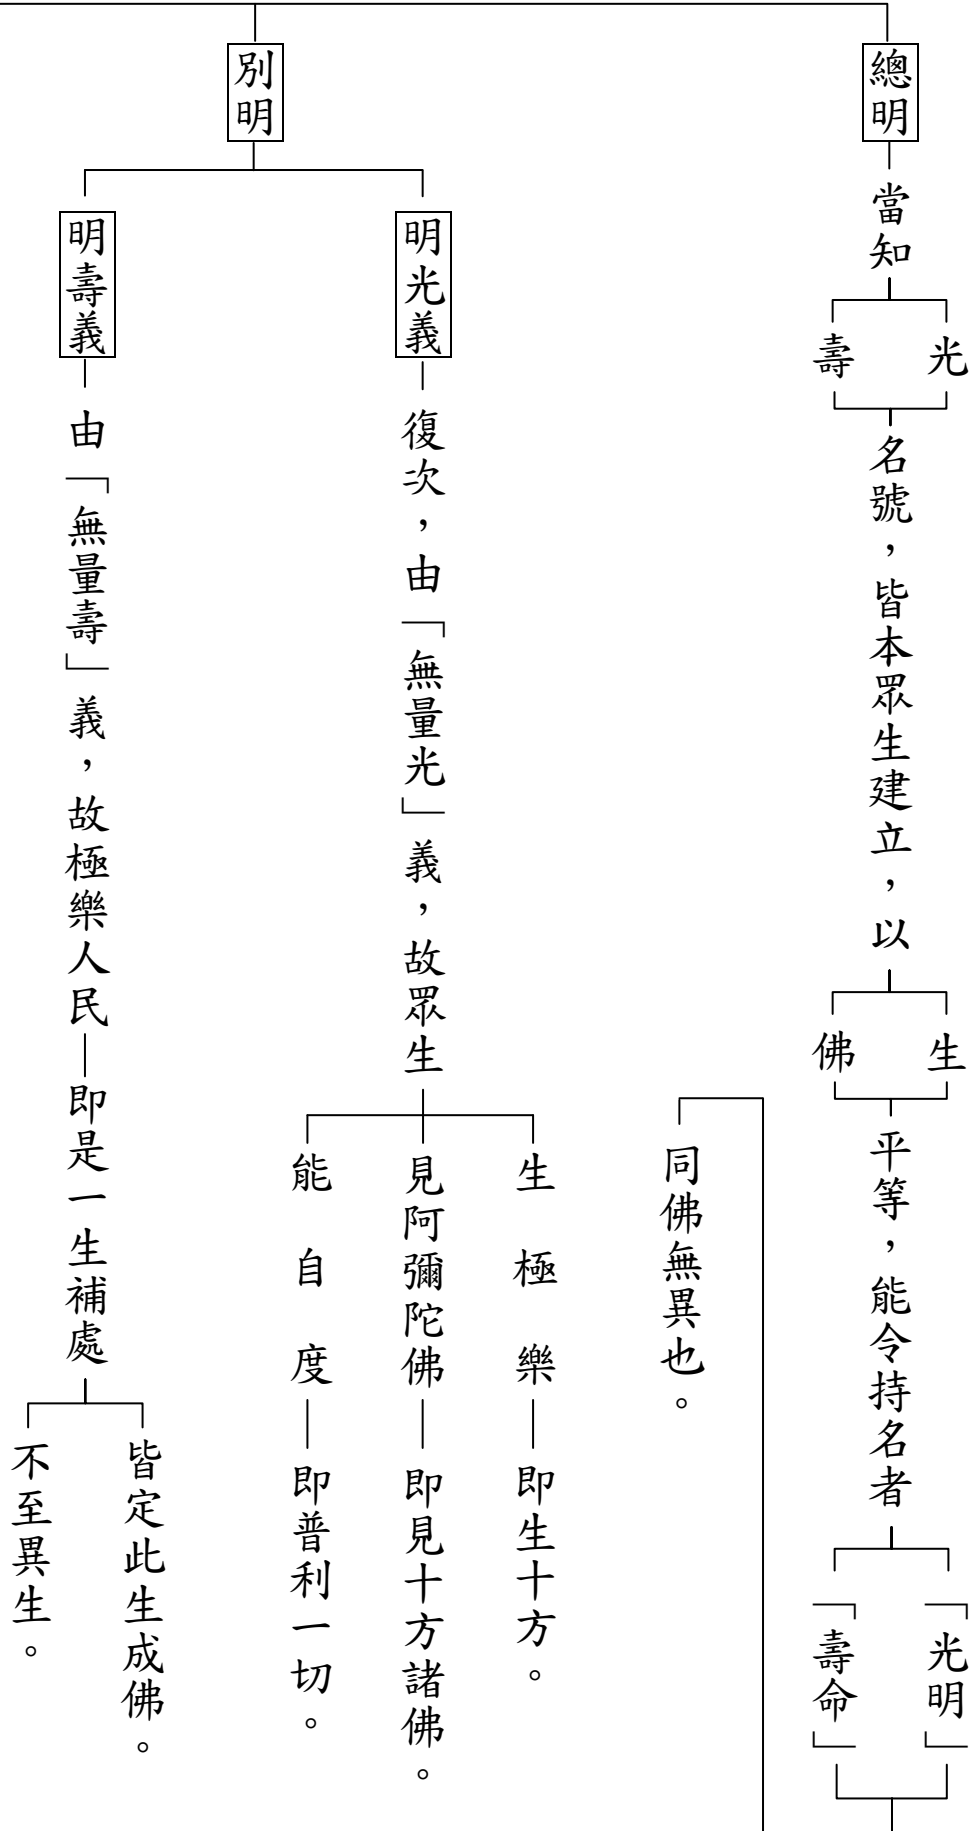 總明
當知
光
壽
名號，皆本眾生建立，以
生
佛
平等，能令持名者
「光明」
「壽命」
同佛無異也。
別明
明光義
復次，由「無量光」義，故眾生
生極樂
即生十方。
見阿彌陀佛
即見十方諸佛。
能自度
即普利一切。
明壽義
由「無量壽」義，故極樂人民
即是一生補處
皆定此生成佛。
不至異生。